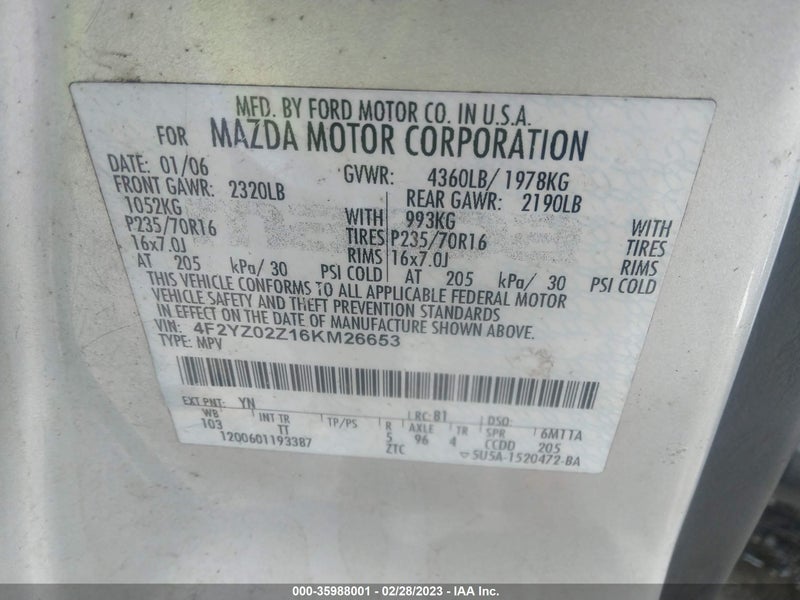 MFD. BY FORD MOTOR CO. IN U.S.A.
FOR MAZDA MOTOR CORPORATION
DATE: 01/06 GVWR: 4360LB/ 1978KG
FRONT GAWR: 2320LB REAR GAWR: 2190LB
1052KG WITH 993KG WITH
P235/70R16 TIRES P235/70R16 TIRES
16x7.0J RIMS 16x7.0J RIMS
AT 205 kPa/ 30 PSI COLD AT 205 kPa/ 30 PSI COLD
THIS VEHICLE CONFORMS TO ALL APPLICABLE FEDERAL MOTOR
VEHICLE SAFETY AND THEFT PREVENTION STANDARDS
IN EFFECT ON THE DATE OF MANUFACTURE SHOWN ABOVE.
VIN: 4F2YZ02Z16KM26653
TYPE: MPV
EXT PNT: YN LRC: 81 DSO:
WB INT TR TP/PS R AXLE TR SPR 6M11A
103 TT 5 96 4 CCDD 205
1200601193387 ZTC 5U5A-1520472-BA
000-35988001 / 02/28/2023 - IAA Inc.